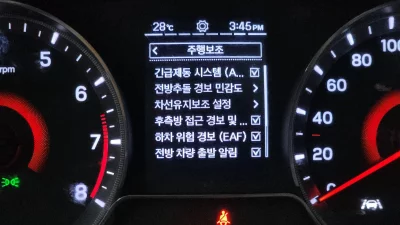 28℃ 3:45PM
< 주행보조
긴급제동 시스템 (A...
전방추돌 경보 민감도 >
차선유지보조 설정 >
후측방 접근 경보 및 ...
하차 위험 경보 (EAF)
전방 차량 출발 알림
rpm
5
6
7
8
0
20
40
60
80
100